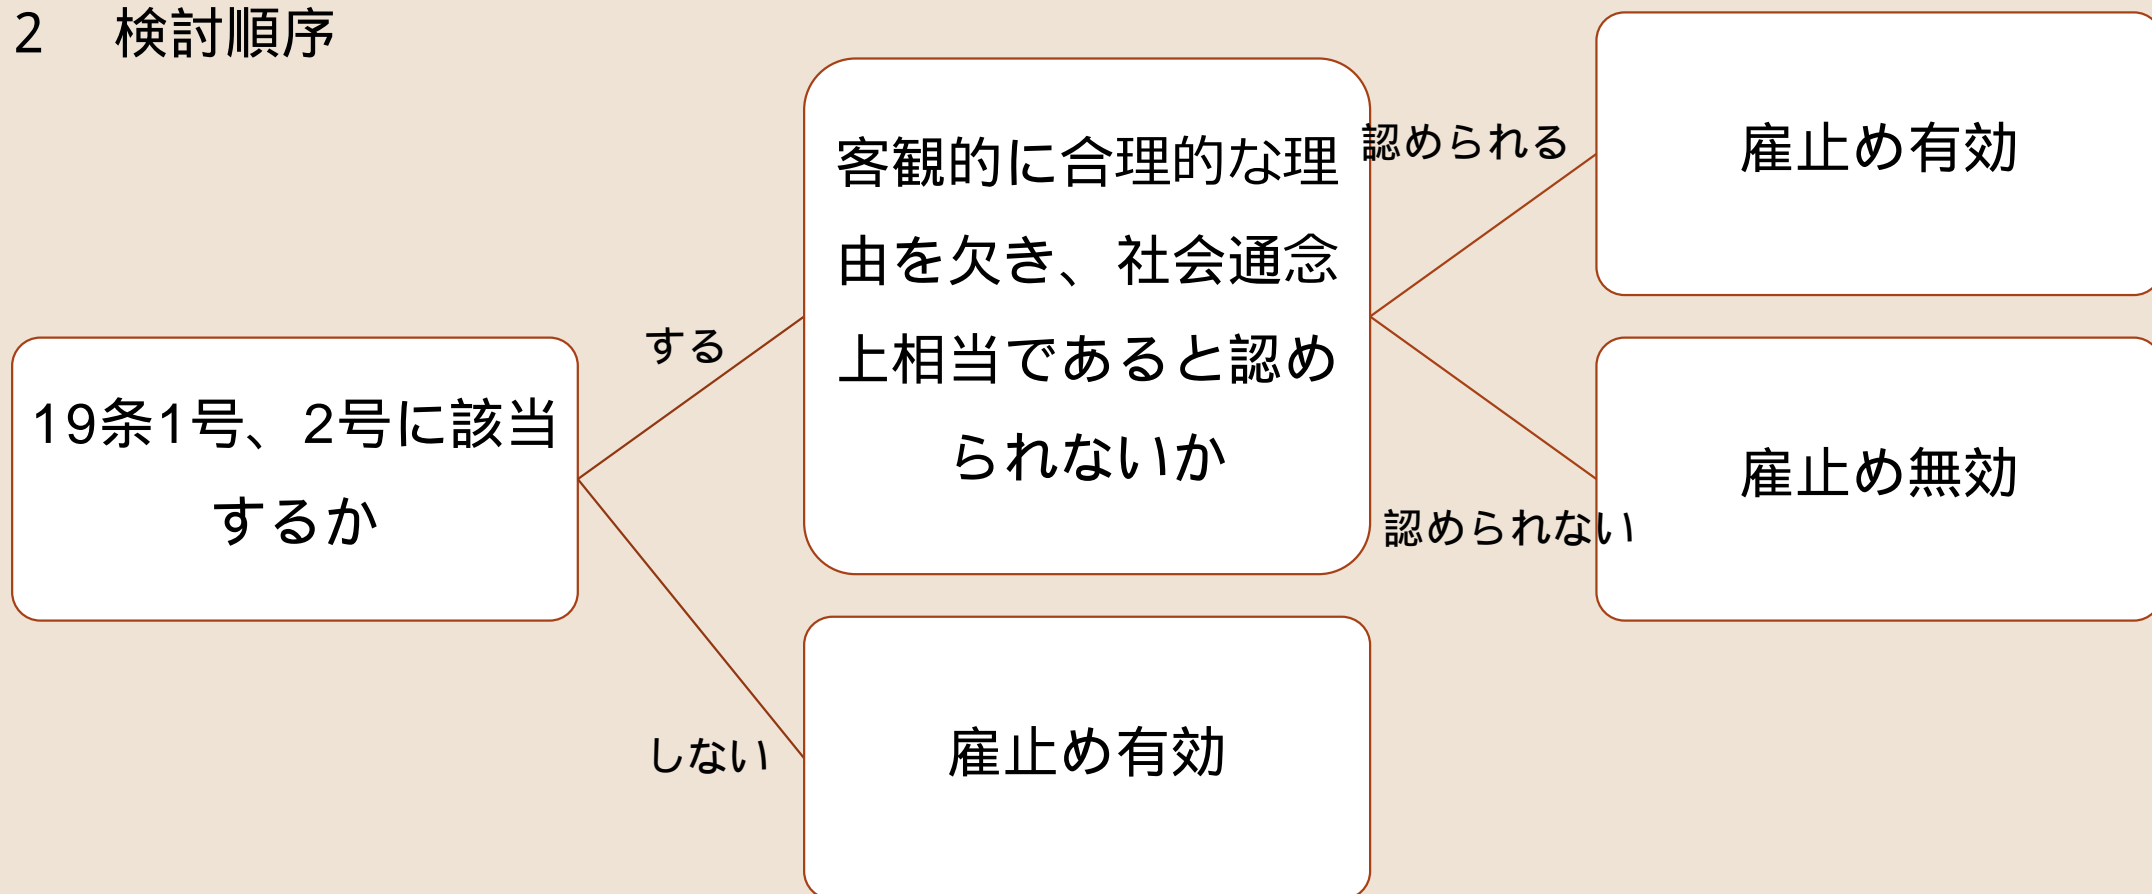 2　検討順序
19条1号、2号に該当
するか
する
しない
客観的に合理的な理
由を欠き、社会通念
上相当であると認め
られないか
雇止め有効
認められる
認められない
雇止め有効
雇止め無効